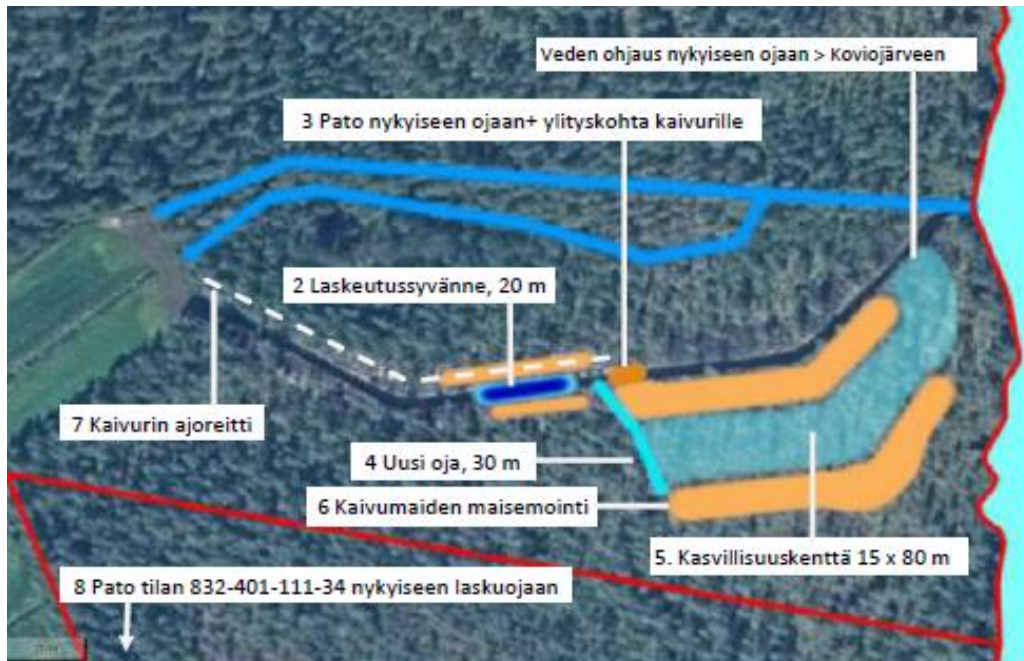 Veden ohjaus nykyiseen ojaan > Koviojärveen
3 Pato nykyiseen ojaan+ ylityskohta kaivurille
2 Laskeutussyvänne, 20 m
7 Kaivurin ajoreitti
4 Uusi oja, 30 m
6 Kaivumaiden maisemointi
5. Kasvillisuuskenttä 15 x 80 m
8 Pato tilan 832-401-111-34 nykyiseen laskuojaan